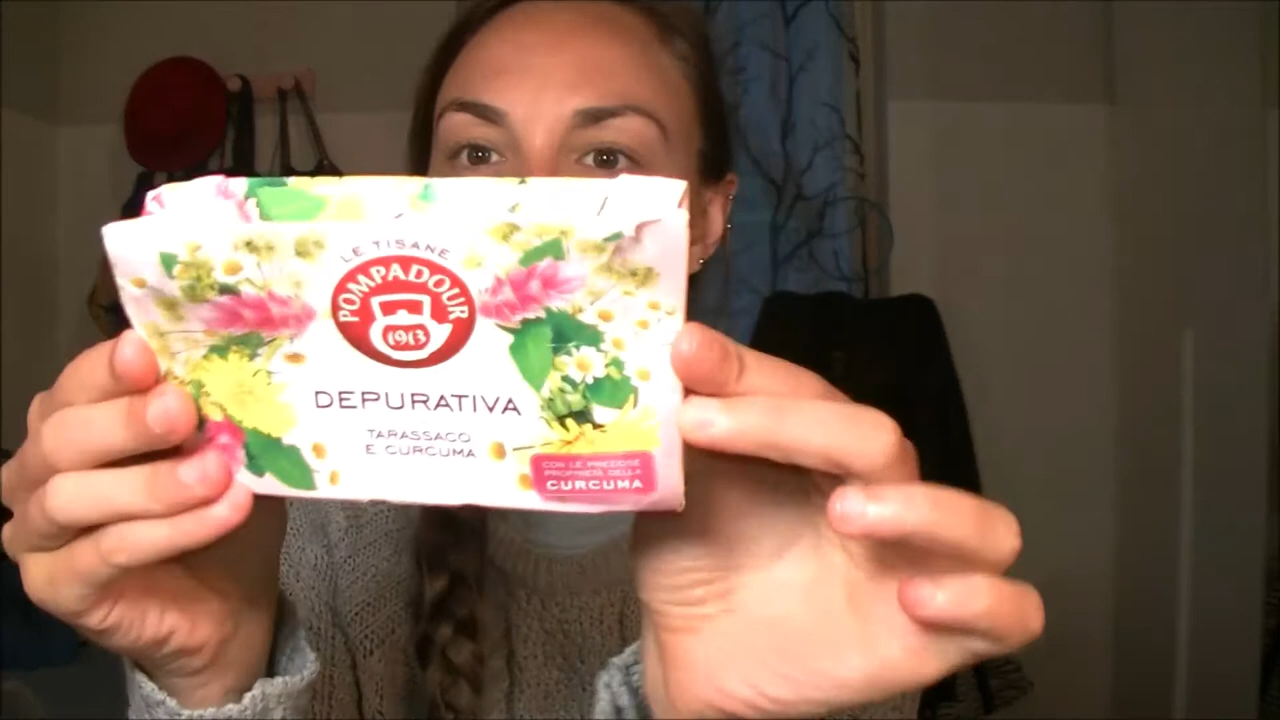 LE TISANE
POMPADOUR
1913
DEPURATIVA
TARASSACO
E CURCUMA
CON LE PREZIOSE
PROPRIETÀ DELLA
CURCUMA